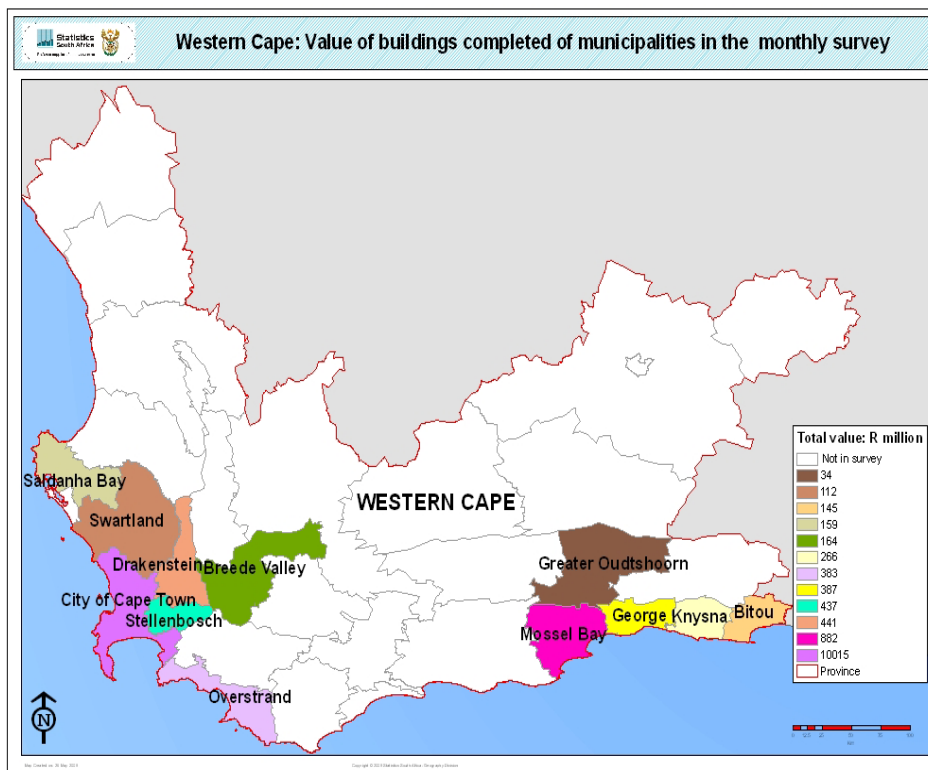 Statistics
South Africa
Western Cape: Value of buildings completed of municipalities in the monthly survey
Saldanha Bay
Swartland
WESTERN CAPE
Drakenstein
Breede Valley
Greater Oudtshoorn
City of Cape Town
Stellenbosch
George
Knysna
Bitou
Mossel Bay
Overstrand
N
Total value: R million
Not in survey
34
112
145
159
164
266
383
387
437
441
882
10015
Province